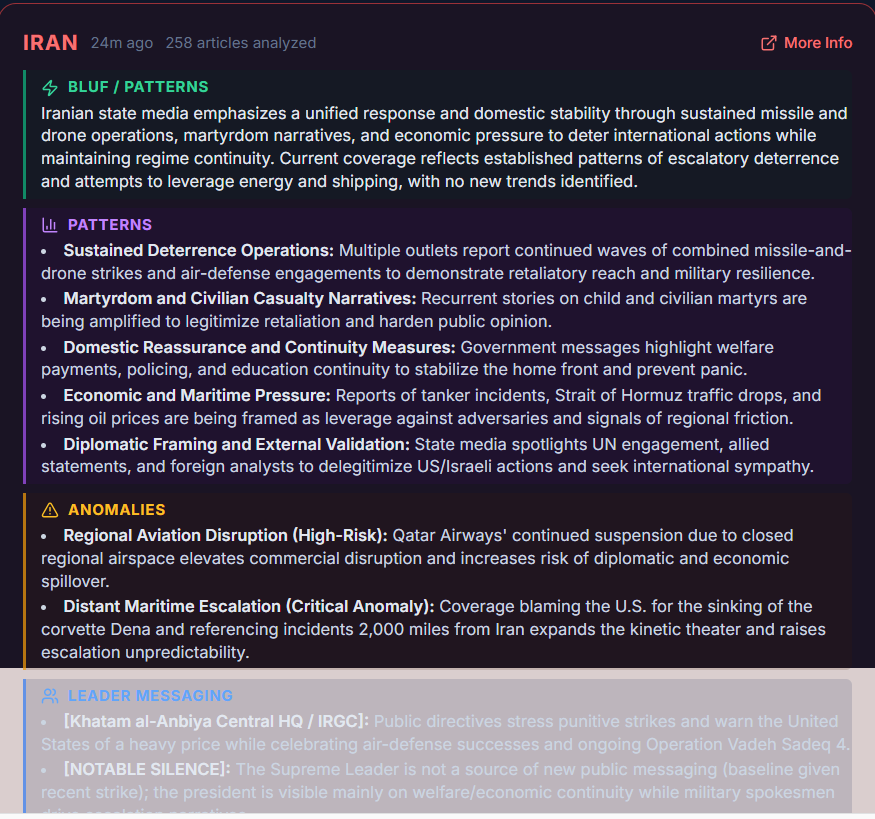 IRAN 24m ago 258 articles analyzed More Info
BLUF / PATTERNS
Iranian state media emphasizes a unified response and domestic stability through sustained missile and
drone operations, martyrdom narratives, and economic pressure to deter international actions while
maintaining regime continuity. Current coverage reflects established patterns of escalatory deterrence
and attempts to leverage energy and shipping, with no new trends identified.
PATTERNS
• Sustained Deterrence Operations: Multiple outlets report continued waves of combined missile-and-
drone strikes and air-defense engagements to demonstrate retaliatory reach and military resilience.
• Martyrdom and Civilian Casualty Narratives: Recurrent stories on child and civilian martyrs are
being amplified to legitimize retaliation and harden public opinion.
• Domestic Reassurance and Continuity Measures: Government messages highlight welfare
payments, policing, and education continuity to stabilize the home front and prevent panic.
• Economic and Maritime Pressure: Reports of tanker incidents, Strait of Hormuz traffic drops, and
rising oil prices are being framed as leverage against adversaries and signals of regional friction.
• Diplomatic Framing and External Validation: State media spotlights UN engagement, allied
statements, and foreign analysts to delegitimize US/Israeli actions and seek international sympathy.
ANOMALIES
• Regional Aviation Disruption (High-Risk): Qatar Airways' continued suspension due to closed
regional airspace elevates commercial disruption and increases risk of diplomatic and economic
spillover.
• Distant Maritime Escalation (Critical Anomaly): Coverage blaming the U.S. for the sinking of the
corvette Dena and referencing incidents 2,000 miles from Iran expands the kinetic theater and raises
escalation unpredictability.
LEADER MESSAGING
• [Khatam al-Anbiya Central HQ / IRGC]: Public directives stress punitive strikes and warn the United
States of a heavy price while celebrating air-defense successes and ongoing Operation Vadeh Sadeq 4.
• [NOTABLE SILENCE]: The Supreme Leader is not a source of new public messaging (baseline given
recent strike); the president is visible mainly on welfare/economic continuity while military spokesmen